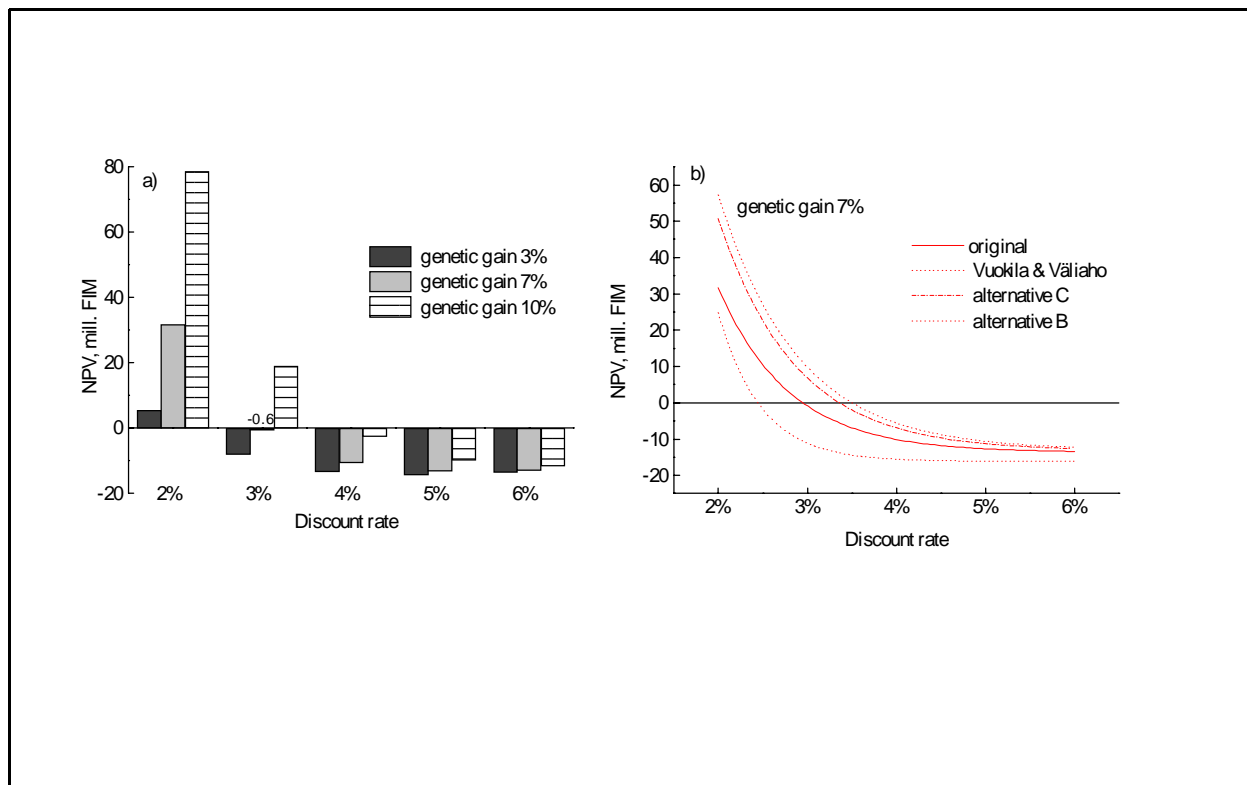 a)
80
60
40
20
0
-20
NPV, mill. FIM
genetic gain 3%
genetic gain 7%
genetic gain 10%
-0.6
2%
3%
4%
5%
6%
Discount rate
b)
genetic gain 7%
60
50
40
30
20
10
0
-10
-20
NPV, mill. FIM
original
Vuokila & Väliaho
alternative C
alternative B
2%
3%
4%
5%
6%
Discount rate